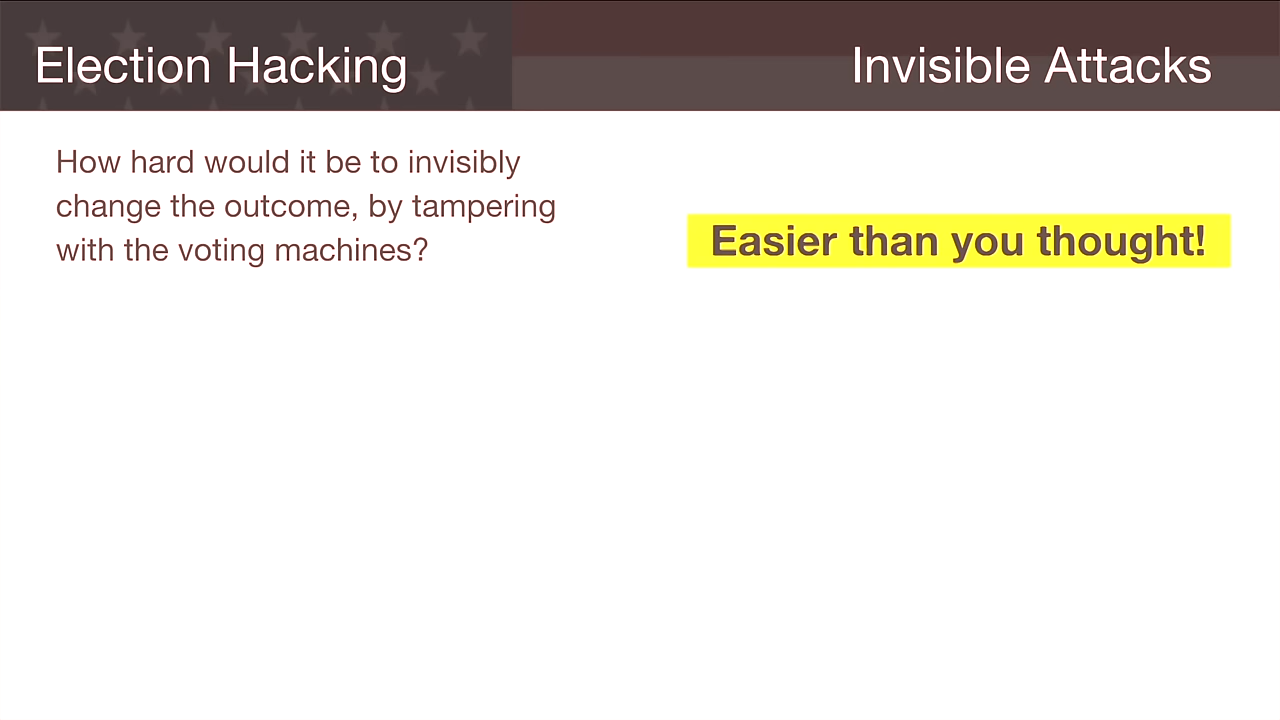 Election Hacking
Invisible Attacks
How hard would it be to invisibly
change the outcome, by tampering
with the voting machines?
Easier than you thought!